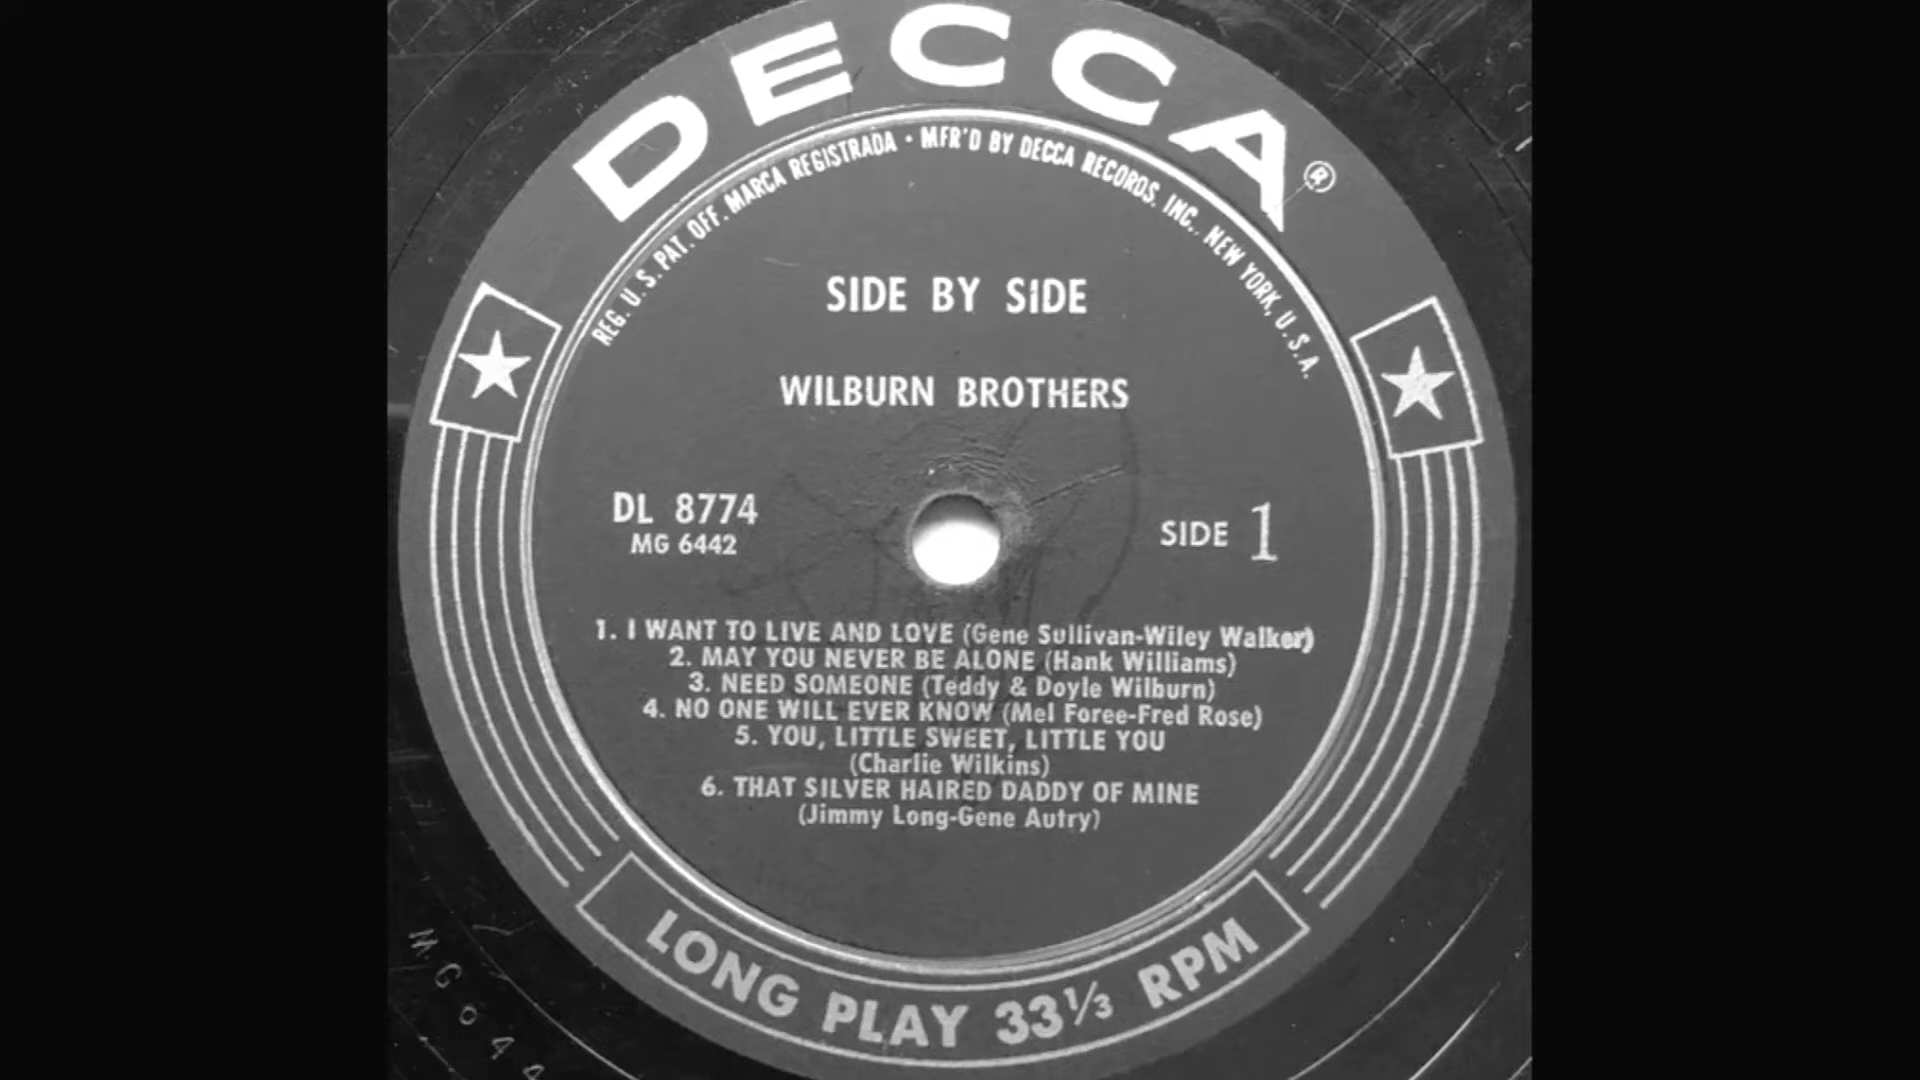 DECCA®
REG. U.S. PAT. OFF. MARCA REGISTRADA • MFR'D BY DECCA RECORDS, INC., NEW YORK, U.S.A.
SIDE BY SIDE
WILBURN BROTHERS
DL 8774
MG 6442
SIDE 1
1. I WANT TO LIVE AND LOVE (Gene Sullivan-Wiley Walker)
2. MAY YOU NEVER BE ALONE (Hank Williams)
3. NEED SOMEONE (Teddy & Doyle Wilburn)
4. NO ONE WILL EVER KNOW (Mel Foree-Fred Rose)
5. YOU, LITTLE SWEET, LITTLE YOU
(Charlie Wilkins)
6. THAT SILVER HAIRED DADDY OF MINE
(Jimmy Long-Gene Autry)
LONG PLAY 33⅓ RPM